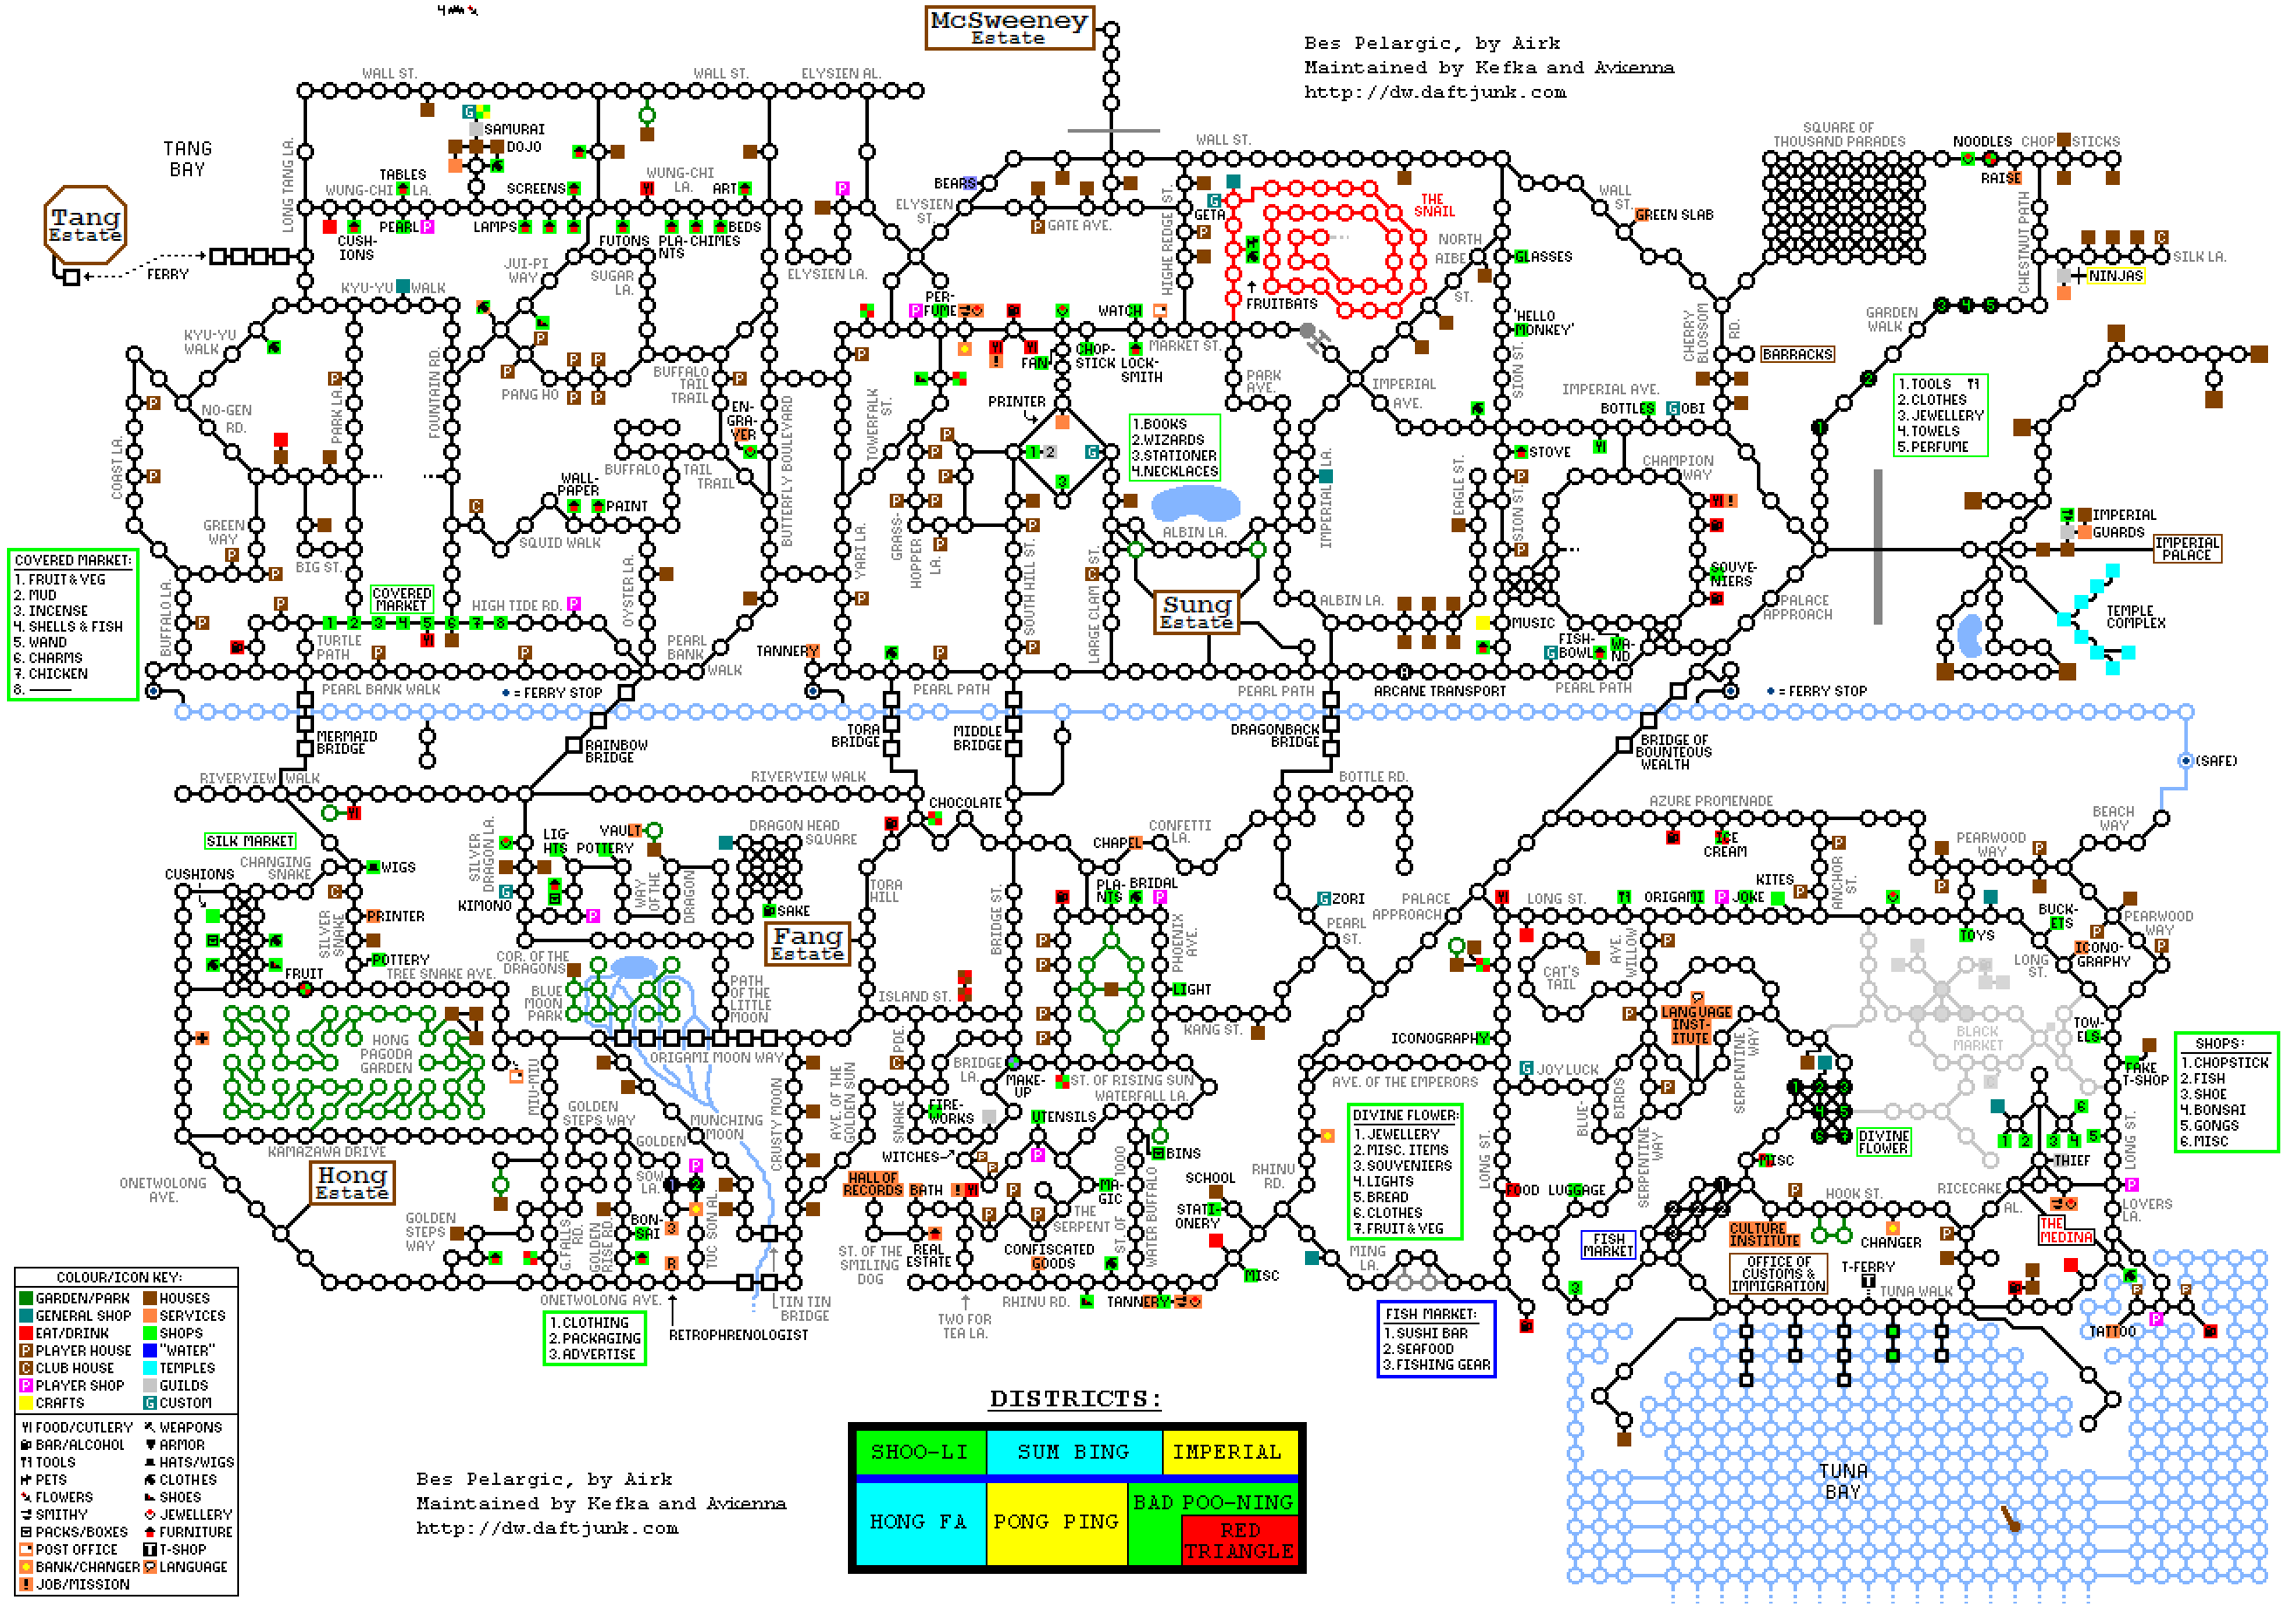 McSweeney
Estate
Bes Pelargic, by Airk
Maintained by Kefka and Avicenna
http://dw.daftjunk.com
WALL ST.
WALL ST.
ELYSIEN AL.
TANG
BAY
LONG TANG LA.
SAMURAI
DOJO
TABLES
WUNG-CHI LA.
SCREENS
WUNG-CHI
LA.
ART
CUSH-
IONS
PEARL
LAMPS
FUTONS
PLA-
NTS
CHIMES
BEDS
Tang
Estate
FERRY
BEARS
ELYSIEN
ST.
ELYSIEN LA.
GATE AVE.
WALL ST.
HIGHE REDGE ST.
GETA
THE
SNAIL
FRUITBATS
NORTH
AIBE
ST.
WALL
ST.
GREEN SLAB
GLASSES
'HELLO
MONKEY'
SION ST.
SQUARE OF
THOUSAND PARADES
NOODLES
CHOP STICKS
RAISE
CHESTNUT PATH
SILK LA.
NINJAS
GARDEN
WALK
CHERRY
BLOSSOM
RD.
BARRACKS
1.TOOLS
2.CLOTHES
3.JEWELLERY
4.TOWELS
5.PERFUME
KYU-YU WALK
JUI-PI
WAY
SUGAR
LA.
KYU-YU
WALK
PARK LA.
FOUNTAIN RD.
PANG HO
BUFFALO
TAIL
TRAIL
EN-
GRA-
VER
BUTTERFLY BOULEVARD
NO-GEN
RD.
COAST LA.
BUFFALO TAIL
TRAIL
WALL-
PAPER
PAINT
SQUID WALK
GREEN
WAY
BIG ST.
PER-
FUME
WATCH
FAN
CHOP-
STICK
LOCK-
SMITH
MARKET ST.
PARK
AVE.
IMPERIAL
AVE.
IMPERIAL AVE.
BOTTLES
OBI
TOWERFALK
ST.
PRINTER
1.BOOKS
2.WIZARDS
3.STATIONER
4.NECKLACES
STOVE
CHAMPION
WAY
EAGLE ST.
SION ST.
IMPERIAL LA.
YARI LA.
GRASS-
HOPPER
LA.
SOUTH HILL ST.
LARGE CLAM ST.
ALBIN LA.
Sung
Estate
ALBIN LA.
MUSIC
FISH-
BOWL
WA-
ND
SOUVE-
NIERS
PALACE
APPROACH
IMPERIAL
GUARDS
IMPERIAL
PALACE
TEMPLE
COMPLEX
COVERED MARKET:
1. FRUIT & VEG
2. MUD
3. INCENSE
4. SHELLS & FISH
5. WAND
6. CHARMS
7. CHICKEN
8. ———
BUFFALO LA.
COVERED
MARKET
HIGH TIDE RD.
TURTLE
PATH
OYSTER LA.
PEARL
BANK
WALK
TANNERY
PEARL BANK WALK
= FERRY STOP
PEARL PATH
PEARL PATH
ARCANE TRANSPORT
PEARL PATH
= FERRY STOP
MERMAID
BRIDGE
RAINBOW
BRIDGE
TORA
BRIDGE
MIDDLE
BRIDGE
DRAGONBACK
BRIDGE
BRIDGE OF
BOUNTEOUS
WEALTH
(SAFE)
RIVERVIEW WALK
RIVERVIEW WALK
BOTTLE RD.
AZURE PROMENADE
BEACH
WAY
SILK MARKET
CHANGING
SNAKE
CUSHIONS
WIGS
SILVER
SNAKE
PRINTER
POTTERY
FRUIT
TREE SNAKE AVE.
SILVER
DRAGON LA.
LIG-
HTS
VAULT
POTTERY
DRAGON HEAD
SQUARE
CHOCOLATE
KIMONO
WAY
OF THE
DRAGON
SAKE
Fang
Estate
TORA
HILL
CHAPEL
CONFETTI
LA.
PLA-
NTS
BRIDAL
BRIDGE ST.
PHOENIX
AVE.
LIGHT
ZORI
PEARL
ST.
KANG ST.
PALACE
APPROACH
LONG ST.
ICE
CREAM
ORIGAMI
JOKE
KITES
ANCHOR
ST.
PEARWOOD
WAY
TOYS
BUCK-
ETS
PEARWOOD
WAY
ICONO-
GRAPHY
LONG
ST.
COR. OF THE
DRAGONS
BLUE
MOON
PARK
PATH
OF THE
LITTLE
MOON
ISLAND ST.
CAT'S
TAIL
WILLOW
AVE.
LANGUAGE
INST-
ITUTE
SERPENTINE
WAY
BLACK
MARKET
TOW-
ELS
FAKE
T-SHOP
SHOPS:
1.CHOPSTICK
2.FISH
3.SHOE
4.BONSAI
5.GONGS
6.MISC
HONG
PAGODA
GARDEN
ORIGAMI MOON WAY
MIU-MIU
KAMAZAWA DRIVE
Hong
Estate
ONETWOLONG
AVE.
GOLDEN
STEPS WAY
MUNCHING
MOON
CRUSTY MOON
AVE. OF THE
GOLDEN SUN
SNAKE
PDE.
BRIDGE
LA.
MAKE-
UP
ST. OF RISING SUN
WATERFALL LA.
FIRE-
WORKS
UTENSILS
WITCHES
BINS
ICONOGRAPHY
AVE. OF THE EMPERORS
JOYLUCK
BLUE-
BIRDS
SERPENTINE
WAY
DIVINE FLOWER:
1.JEWELLERY
2.MISC. ITEMS
3.SOUVENIERS
4.LIGHTS
5.BREAD
6.CLOTHES
7.FRUIT & VEG
DIVINE
FLOWER
MISC
THIEF
LONG ST.
GOLDEN
SOW
LA.
GOLDEN
STEPS
WAY
G.FALLS
RD.
GOLDEN
RISE RD.
BON-
SAI
TUC SON AL.
HALL OF
RECORDS
BATH
MA-
GIC
ST. OF 1000
WATER BUFFALO
THE
SERPENT
REAL
ESTATE
CONFISCATED
GOODS
ST. OF THE
SMILING
DOG
SCHOOL
STATI-
ONERY
RHINU
RD.
MISC
MING
LA.
LONG ST.
FOOD
LUGGAGE
FISH
MARKET
CULTURE
INSTITUTE
HOOK ST.
CHANGER
RICECAKE
AL.
THE
MEDINA
LOVERS
LA.
OFFICE OF
CUSTOMS &
IMMIGRATION
T-FERRY
TUNA WALK
TATTOO
ONETWOLONG AVE.
TIN TIN
BRIDGE
RETROPHRENOLOGIST
TWO FOR
TEA LA.
RHINU RD.
TANNERY
1.CLOTHING
2.PACKAGING
3.ADVERTISE
FISH MARKET:
1.SUSHI BAR
2.SEAFOOD
3.FISHING GEAR
COLOUR/ICON KEY:
GARDEN/PARK
HOUSES
GENERAL SHOP
SERVICES
EAT/DRINK
SHOPS
PLAYER HOUSE
"WATER"
CLUB HOUSE
TEMPLES
PLAYER SHOP
GUILDS
CRAFTS
CUSTOM
FOOD/CUTLERY
WEAPONS
BAR/ALCOHOL
ARMOR
TOOLS
HATS/WIGS
PETS
CLOTHES
FLOWERS
SHOES
SMITHY
JEWELLERY
PACKS/BOXES
FURNITURE
POST OFFICE
T-SHOP
BANK/CHANGER
LANGUAGE
JOB/MISSION
DISTRICTS:
SHOO-LI
SUM BING
IMPERIAL
HONG FA
PONG PING
BAD POO-NING
RED
TRIANGLE
Bes Pelargic, by Airk
Maintained by Kefka and Avicenna
http://dw.daftjunk.com
TUNA
BAY